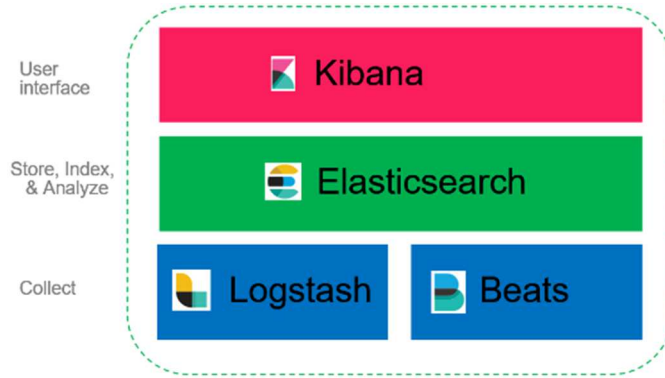 User
interface
Kibana
Store, Index,
& Analyze
Elasticsearch
Collect
Logstash
Beats